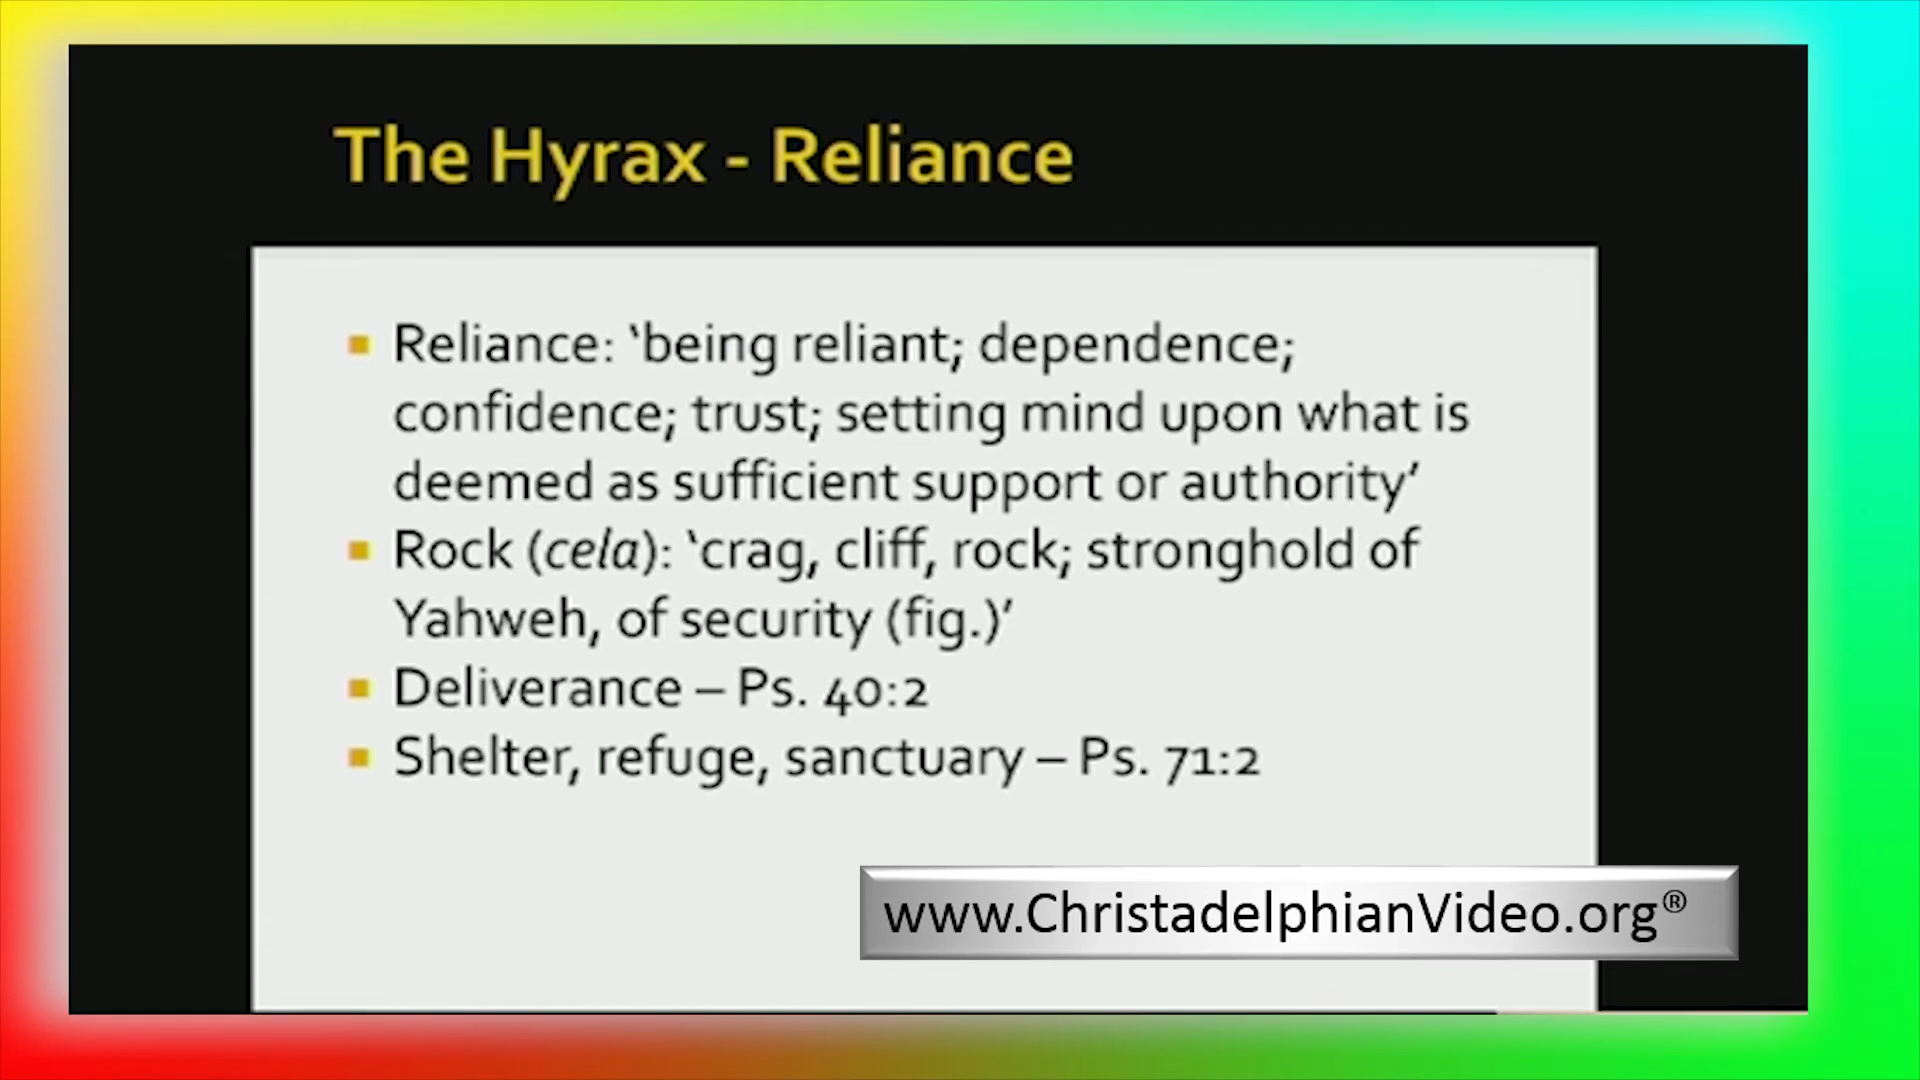 The Hyrax - Reliance
Reliance: ‘being reliant; dependence;
confidence; trust; setting mind upon what is
deemed as sufficient support or authority’
Rock (cela): ‘crag, cliff, rock; stronghold of
Yahweh, of security (fig.)’
Deliverance – Ps. 40:2
Shelter, refuge, sanctuary – Ps. 71:2
www.ChristadelphianVideo.org®